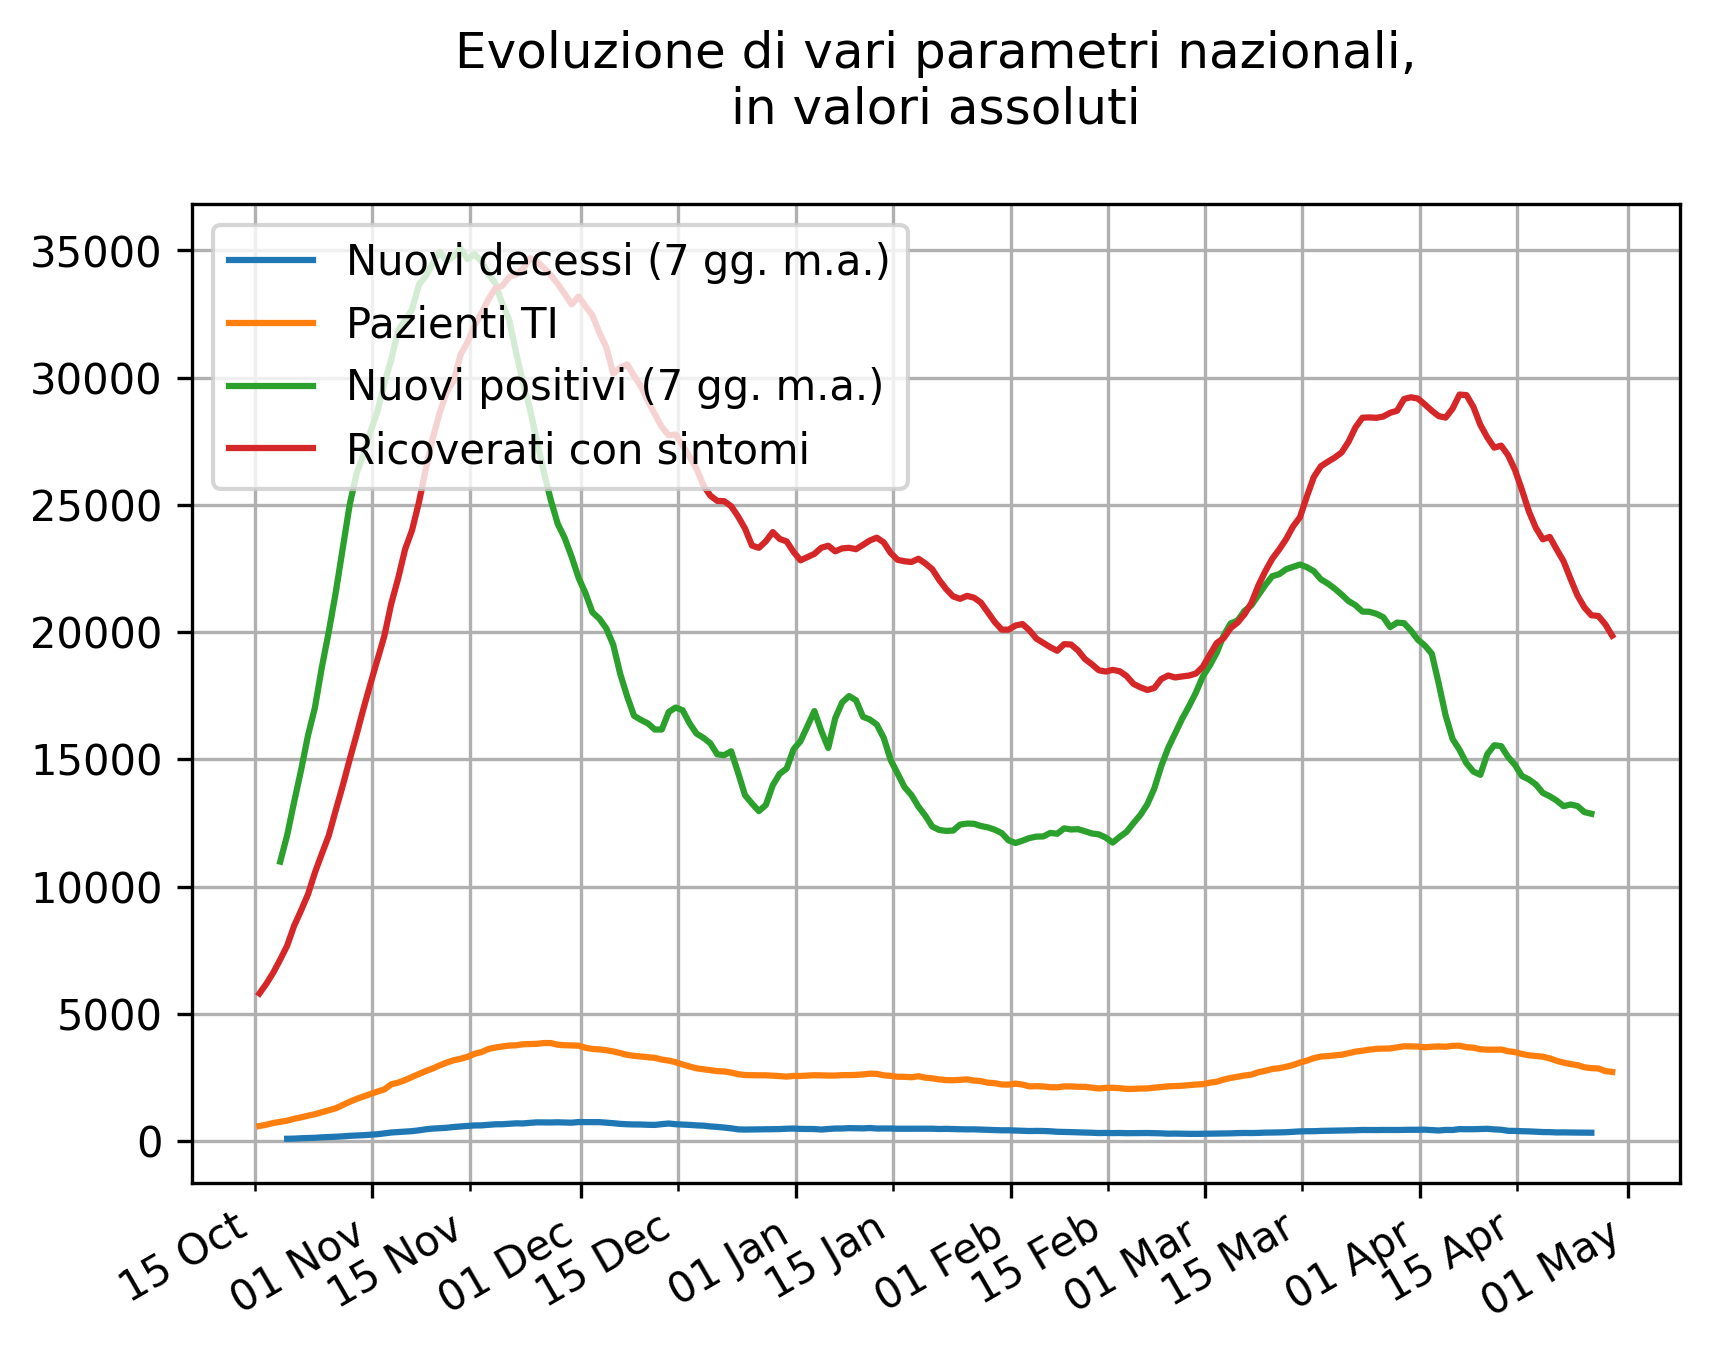 Evoluzione di vari parametri nazionali,
in valori assoluti
Nuovi decessi (7 gg. m.a.)
Pazienti TI
Nuovi positivi (7 gg. m.a.)
Ricoverati con sintomi
35000
30000
25000
20000
15000
10000
5000
0
15 Oct
01 Nov
15 Nov
01 Dec
15 Dec
01 Jan
15 Jan
01 Feb
15 Feb
01 Mar
15 Mar
01 Apr
15 Apr
01 May